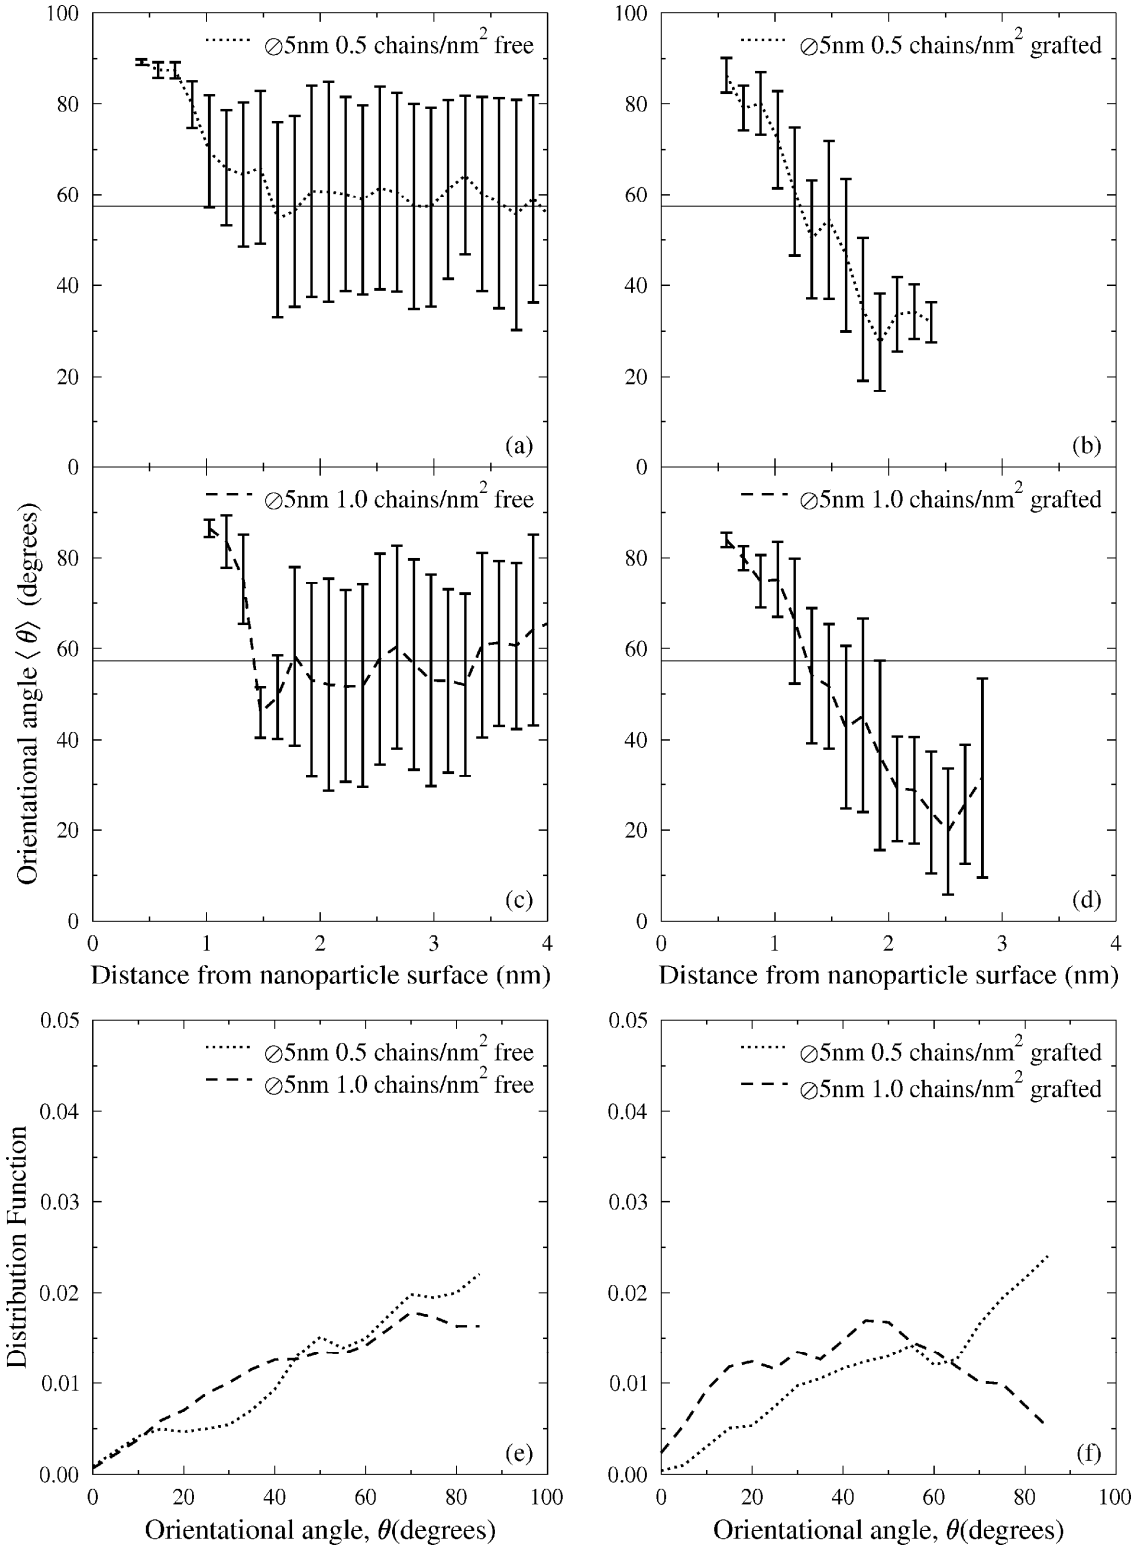 100
80
60
40
20
0
⌀5nm 0.5 chains/nm² free
(a)
100
80
60
40
20
0
⌀5nm 0.5 chains/nm² grafted
(b)
Orientational angle ⟨ θ⟩ (degrees)
80
60
40
20
0
⌀5nm 1.0 chains/nm² free
(c)
0 1 2 3 4
Distance from nanoparticle surface (nm)
80
60
40
20
0
⌀5nm 1.0 chains/nm² grafted
(d)
0 1 2 3 4
Distance from nanoparticle surface (nm)
Distribution Function
0.05
0.04
0.03
0.02
0.01
0.00
⌀5nm 0.5 chains/nm² free
⌀5nm 1.0 chains/nm² free
(e)
0 20 40 60 80 100
Orientational angle, θ(degrees)
0.05
0.04
0.03
0.02
0.01
0.00
⌀5nm 0.5 chains/nm² grafted
⌀5nm 1.0 chains/nm² grafted
(f)
0 20 40 60 80 100
Orientational angle, θ(degrees)